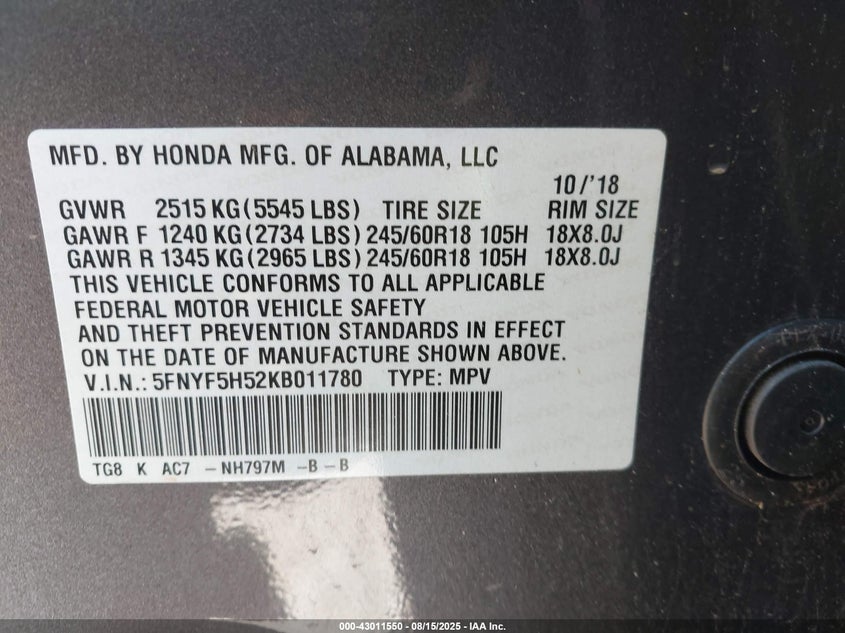 MFD. BY HONDA MFG. OF ALABAMA, LLC
10/'18
GVWR 2515 KG (5545 LBS) TIRE SIZE RIM SIZE
GAWR F 1240 KG (2734 LBS) 245/60R18 105H 18X8.0J
GAWR R 1345 KG (2965 LBS) 245/60R18 105H 18X8.0J
THIS VEHICLE CONFORMS TO ALL APPLICABLE
FEDERAL MOTOR VEHICLE SAFETY
AND THEFT PREVENTION STANDARDS IN EFFECT
ON THE DATE OF MANUFACTURE SHOWN ABOVE.
V.I.N.: 5FNYF5H52KB011780 TYPE: MPV
TG8 K AC7 - NH797M -B - B
000-43011550 - 08/15/2025 - IAA Inc.